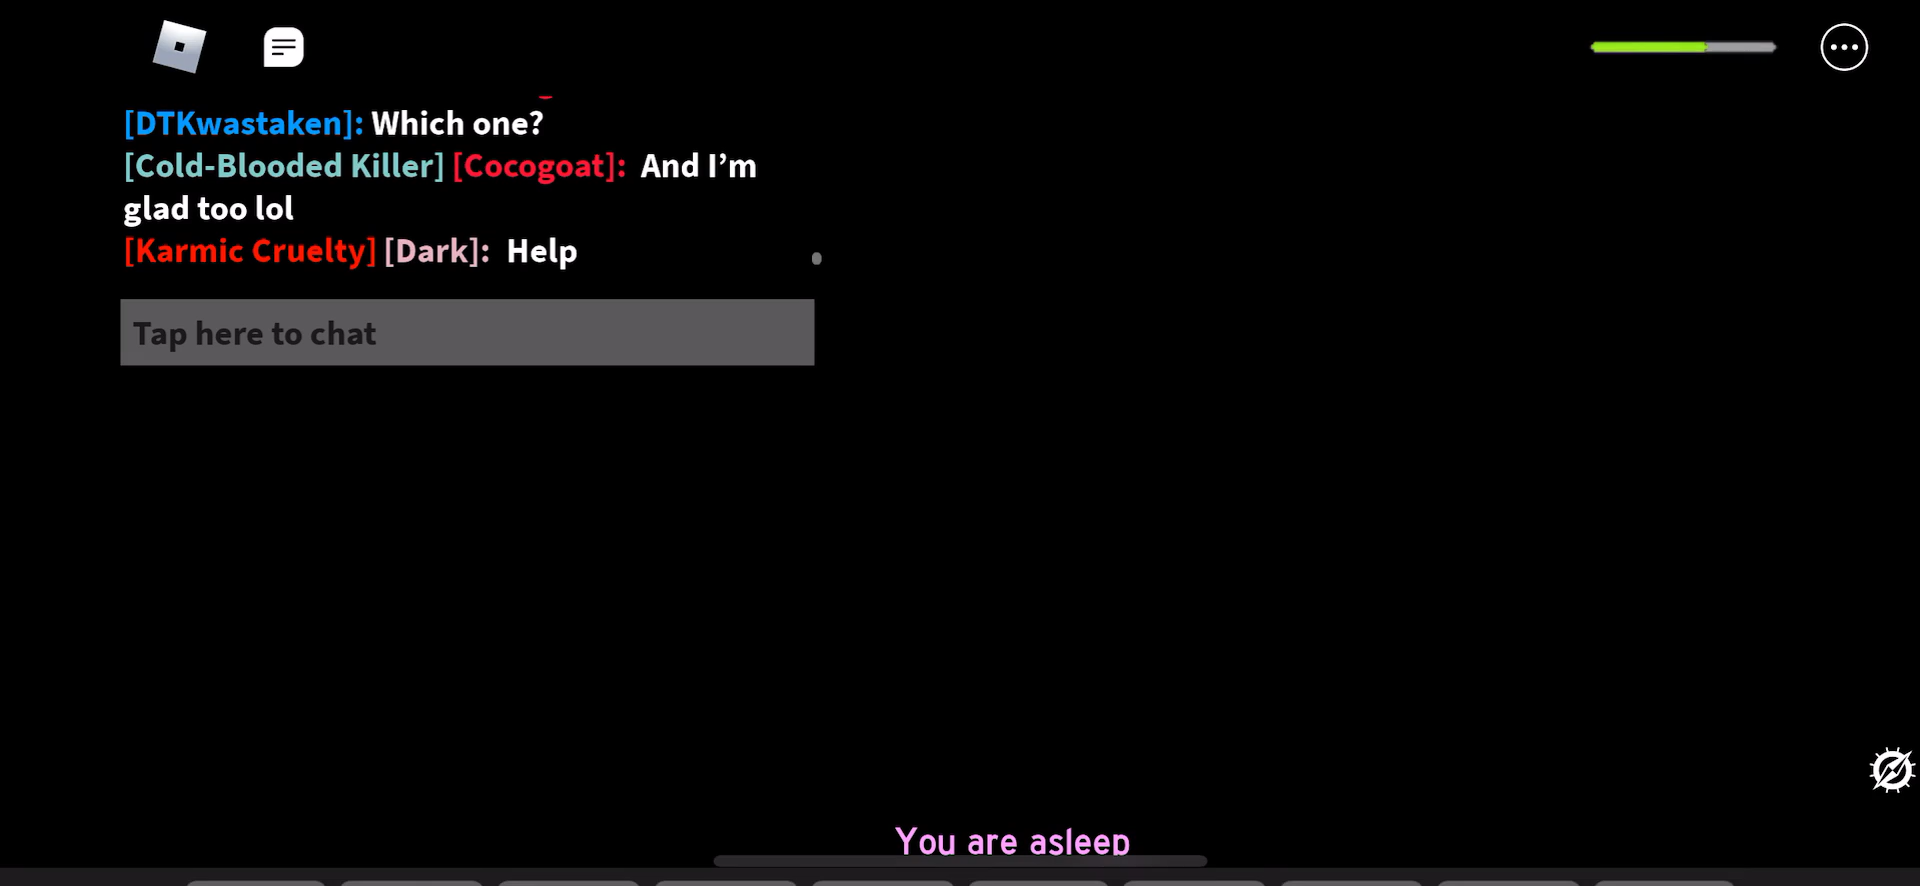 [DTKwastaken]: Which one?
[Cold-Blooded Killer] [Cocogoat]: And I’m
glad too lol
[Karmic Cruelty] [Dark]: Help
Tap here to chat
You are asleep